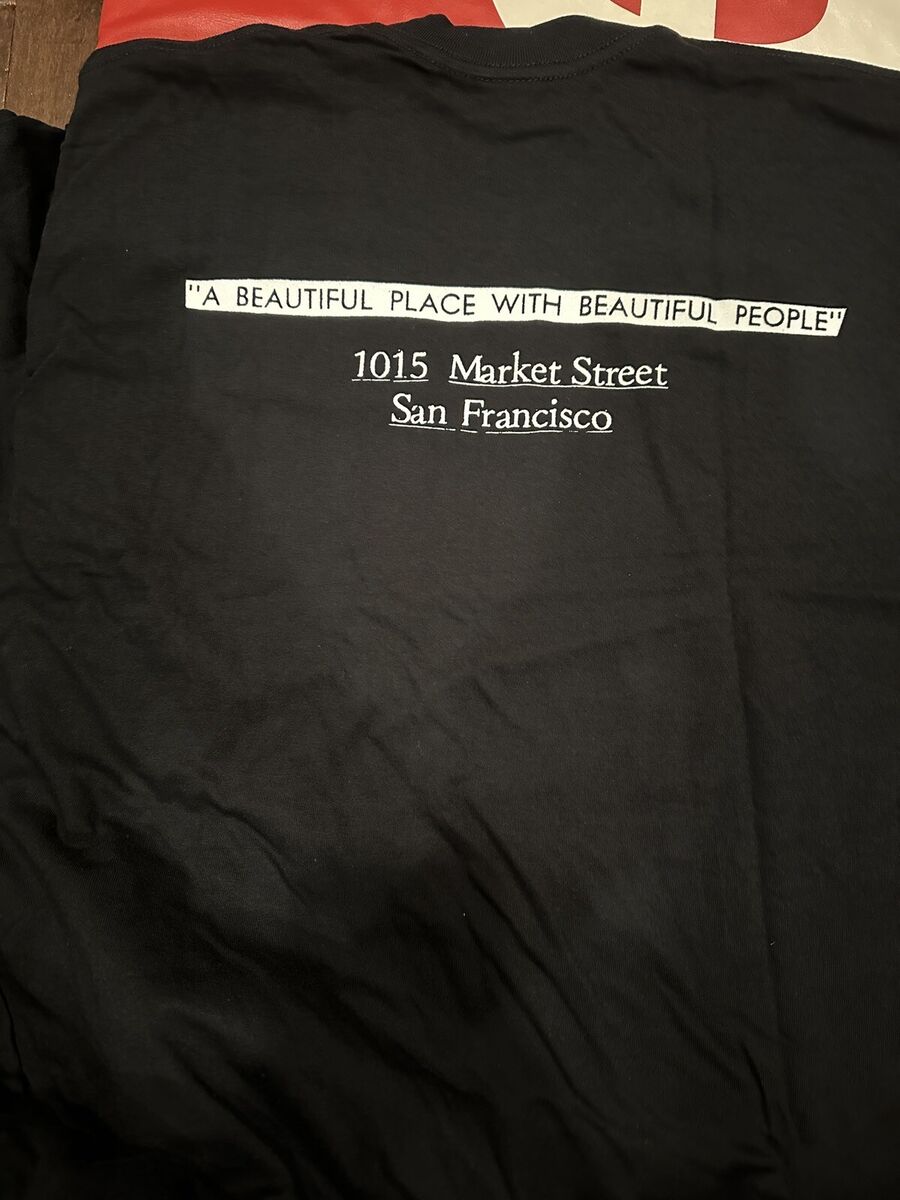 "A BEAUTIFUL PLACE WITH BEAUTIFUL PEOPLE"
1015 Market Street
San Francisco